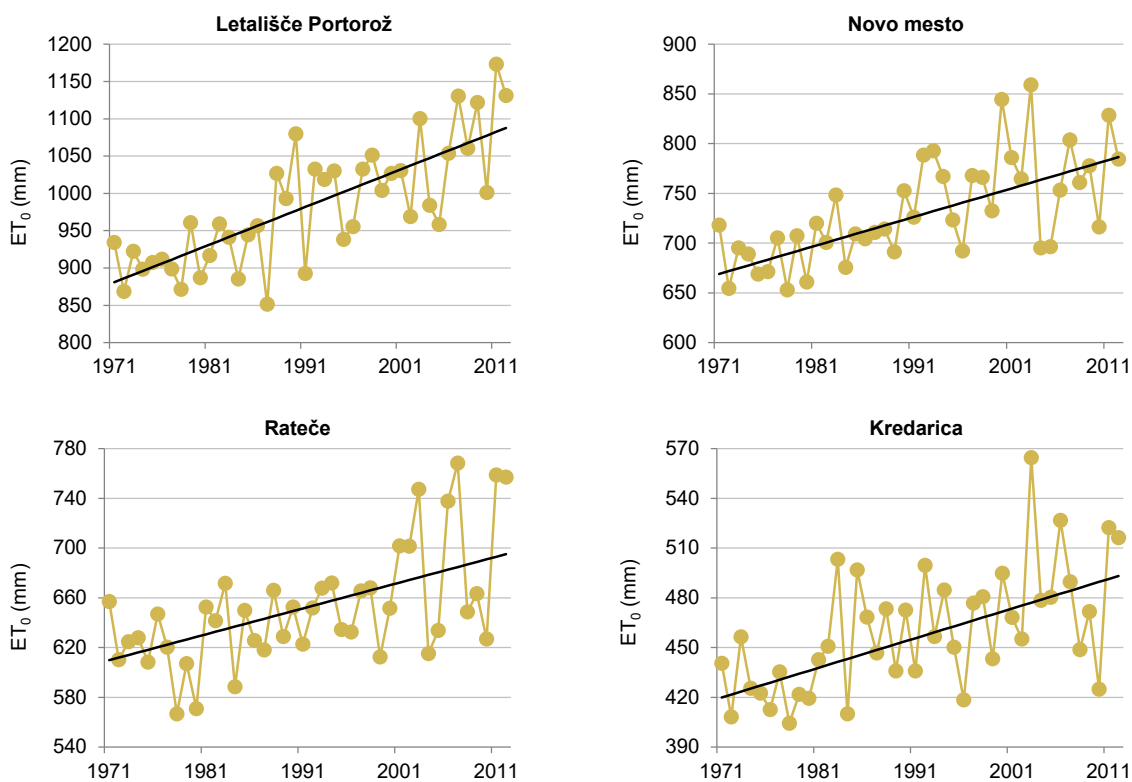 Letališče Portorož
1200
1150
1100
1050
1000
950
900
850
800
ET₀ (mm)
1971 1981 1991 2001 2011
Novo mesto
900
850
800
750
700
650
600
ET₀ (mm)
1971 1981 1991 2001 2011
Rateče
780
740
700
660
620
580
540
ET₀ (mm)
1971 1981 1991 2001 2011
Kredarica
570
540
510
480
450
420
390
ET₀ (mm)
1971 1981 1991 2001 2011